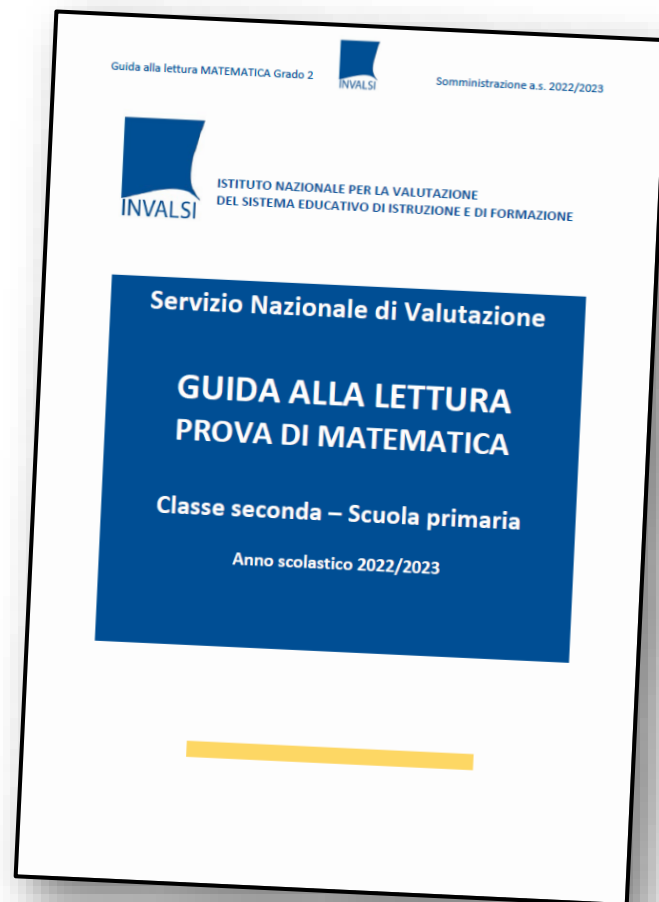 Guida alla lettura MATEMATICA Grado 2
INVALSI
Somministrazione a.s. 2022/2023
INVALSI
ISTITUTO NAZIONALE PER LA VALUTAZIONE
DEL SISTEMA EDUCATIVO DI ISTRUZIONE E DI FORMAZIONE
Servizio Nazionale di Valutazione
GUIDA ALLA LETTURA
PROVA DI MATEMATICA
Classe seconda – Scuola primaria
Anno scolastico 2022/2023